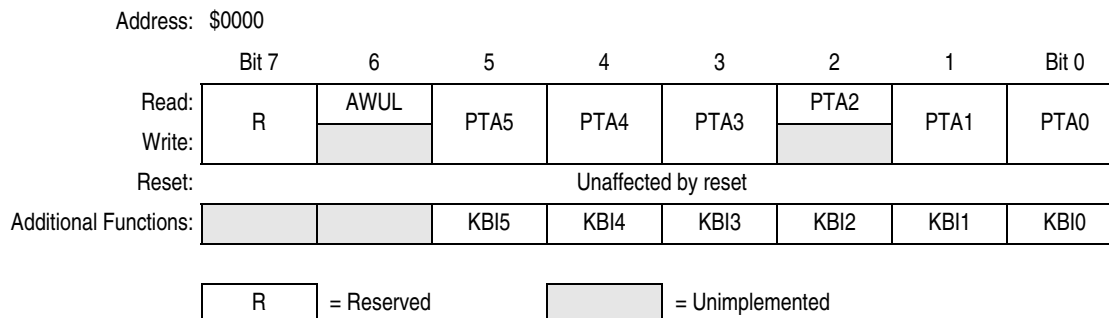 Address: $0000
Bit 7 6 5 4 3 2 1 Bit 0
Read: R AWUL PTA5 PTA4 PTA3 PTA2 PTA1 PTA0
Write:
Reset: Unaffected by reset
Additional Functions: KBI5 KBI4 KBI3 KBI2 KBI1 KBI0
R = Reserved = Unimplemented